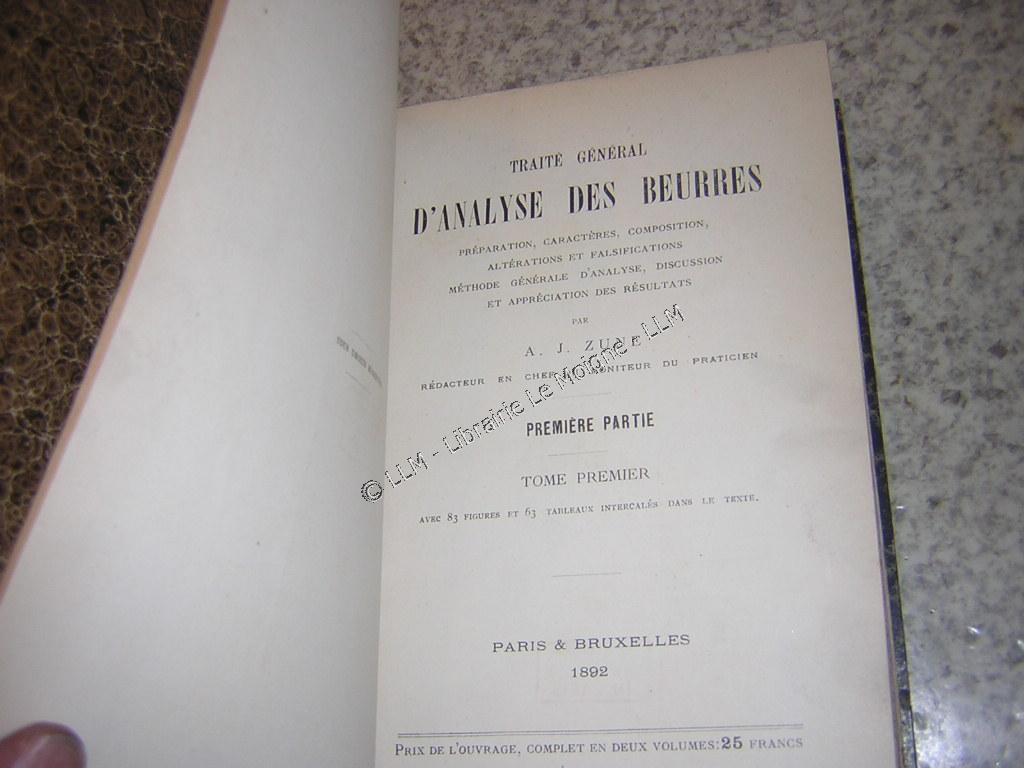 TRAITÉ GÉNÉRAL
D'ANALYSE DES BEURRES
PRÉPARATION, CARACTÈRES, COMPOSITION,
ALTÉRATIONS ET FALSIFICATIONS
MÉTHODE GÉNÉRALE D'ANALYSE, DISCUSSION
ET APPRÉCIATION DES RÉSULTATS
PAR
A. J. ZUNE
RÉDACTEUR EN CHEF MONITEUR DU PRATICIEN
© LLM - Librairie Le Moigne - LLM
PREMIÈRE PARTIE
TOME PREMIER
AVEC 83 FIGURES ET 63 TABLEAUX INTERCALÉS DANS LE TEXTE.
PARIS & BRUXELLES
1892
PRIX DE L'OUVRAGE, COMPLET EN DEUX VOLUMES: 25 FRANCS